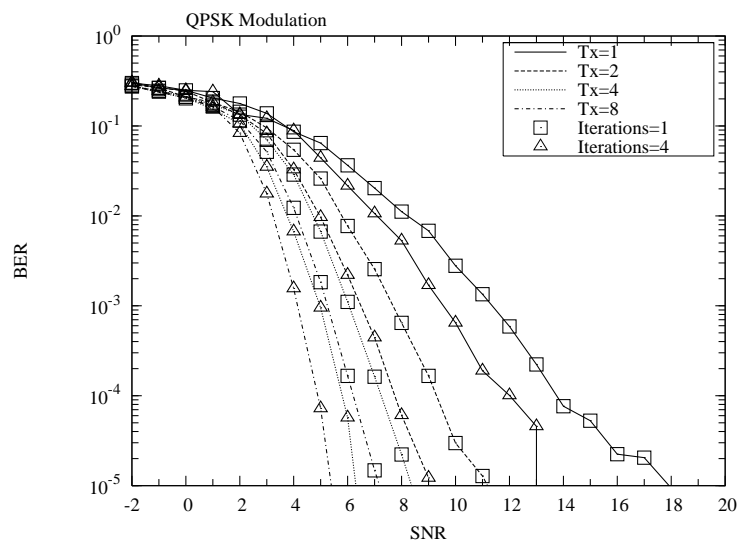 QPSK Modulation
10^0
10^-1
10^-2
10^-3
10^-4
10^-5
BER
Tx=1
Tx=2
Tx=4
Tx=8
Iterations=1
Iterations=4
-2 0 2 4 6 8 10 12 14 16 18 20
SNR